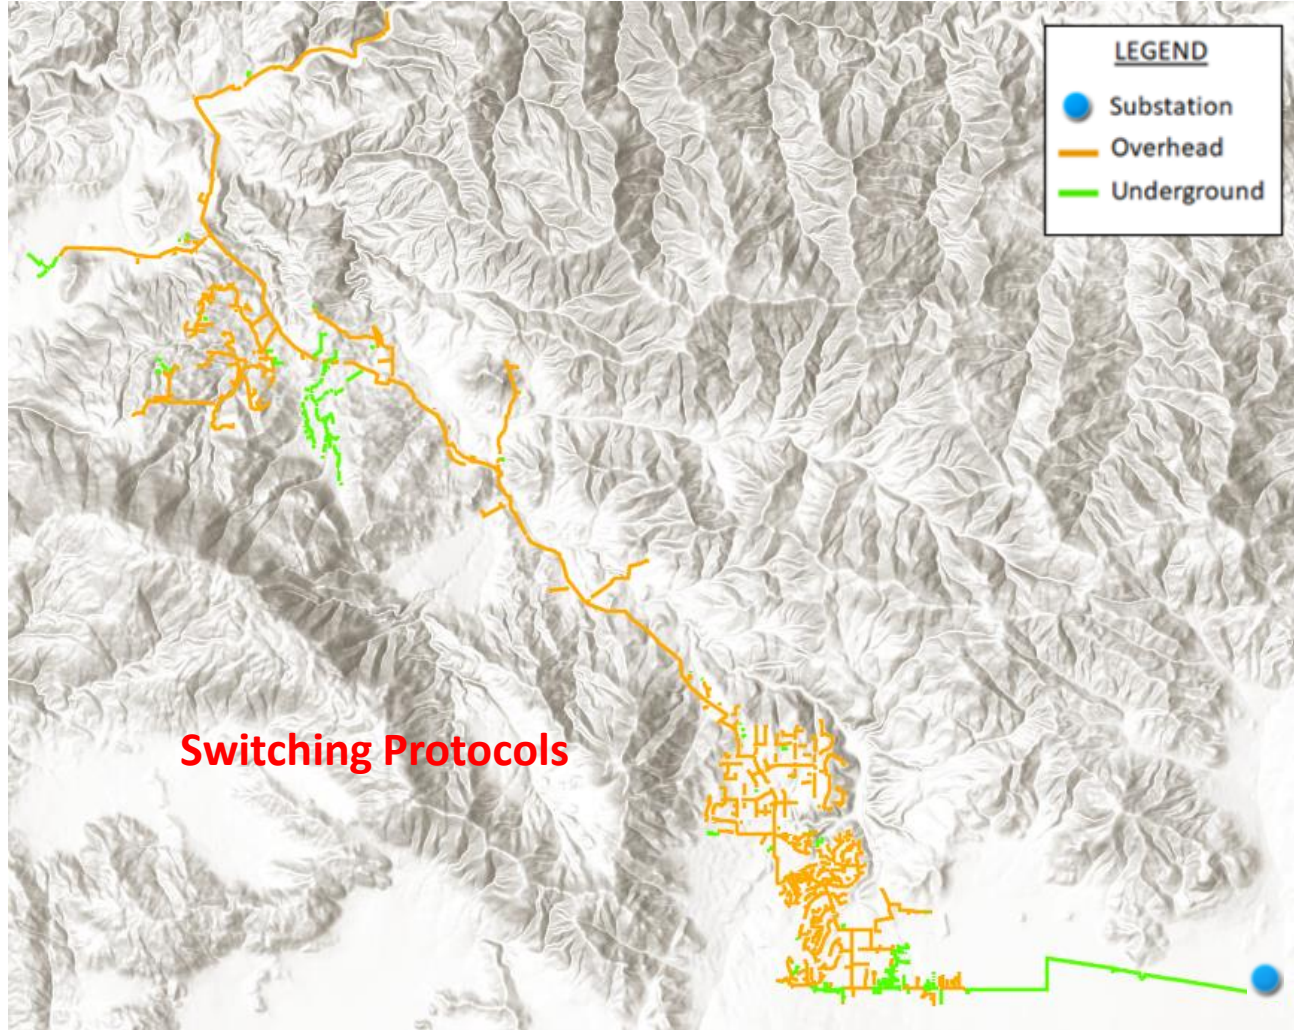 LEGEND
Substation
Overhead
Underground
Switching Protocols